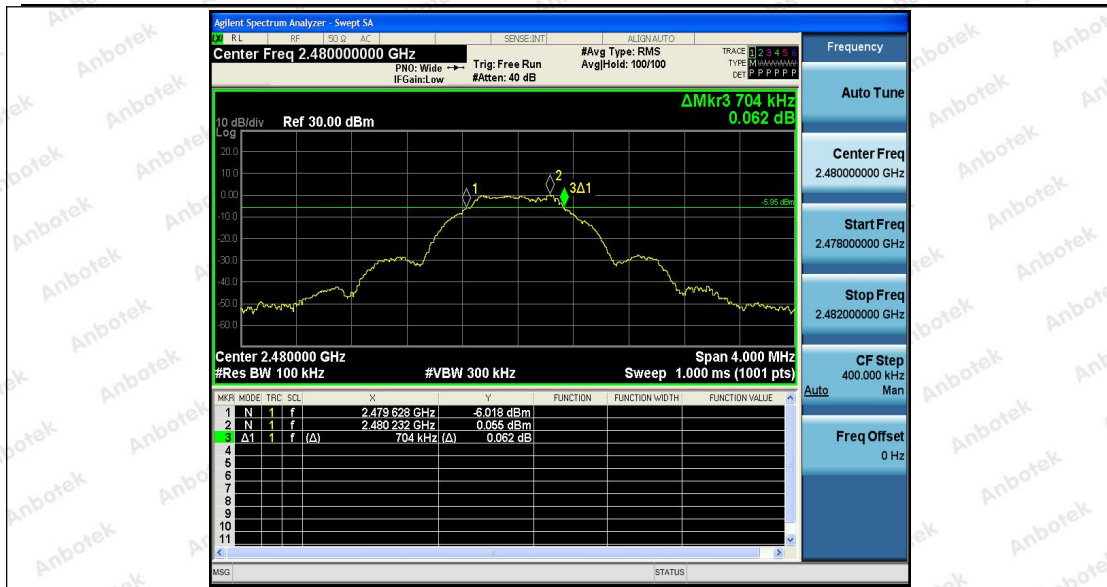 Agilent Spectrum Analyzer - Swept SA
RL RF 50 Ω AC SENSE:INT ALIGNAUTO
Center Freq 2.480000000 GHz
PNO: Wide
IFGain:Low
Trig: Free Run
#Atten: 40 dB
#Avg Type: RMS
Avg|Hold: 100/100
TRACE 1 2 3 4 5 6
TYPE M
DET P P P P P P
ΔMkr3 704 kHz
0.062 dB
10 dB/div Ref 30.00 dBm
Log
20.0
10.0
0.00
-10.0
-20.0
-30.0
-40.0
-50.0
-60.0
1
2
3Δ1
-5.95 dBm
Center 2.480000 GHz Span 4.000 MHz
#Res BW 100 kHz #VBW 300 kHz Sweep 1.000 ms (1001 pts)
MKR MODE TRC SCL X Y FUNCTION FUNCTION WIDTH FUNCTION VALUE
1 N 1 f 2.479 628 GHz -6.018 dBm
2 N 1 f 2.480 232 GHz 0.055 dBm
3 Δ1 1 f (Δ) 704 kHz (Δ) 0.062 dB
4
5
6
7
8
9
10
11
MSG STATUS
Frequency
Auto Tune
Center Freq
2.480000000 GHz
Start Freq
2.478000000 GHz
Stop Freq
2.482000000 GHz
CF Step
400.000 kHz
Auto Man
Freq Offset
0 Hz
Anbotek